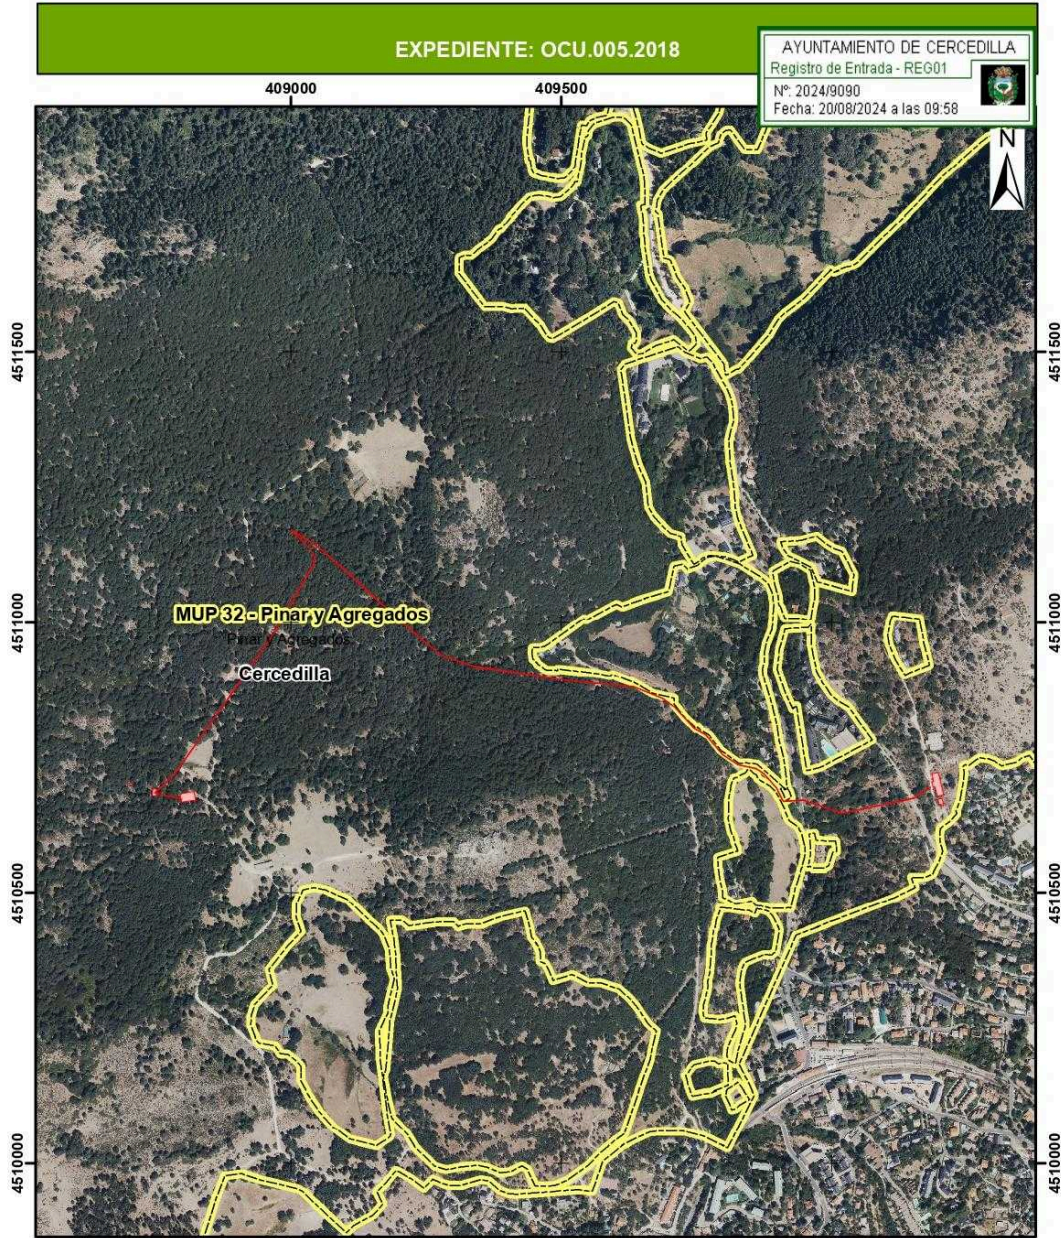 EXPEDIENTE: OCU.005.2018
AYUNTAMIENTO DE CERCEDILLA
Registro de Entrada - REG01
Nº: 2024/9090
Fecha: 20/08/2024 a las 09:58
409000
409500
N
4511500
4511500
MUP 32 - Pinar y Agregados
Pinar y Agregados
Cercedilla
4511000
4511000
4510500
4510500
4510000
4510000